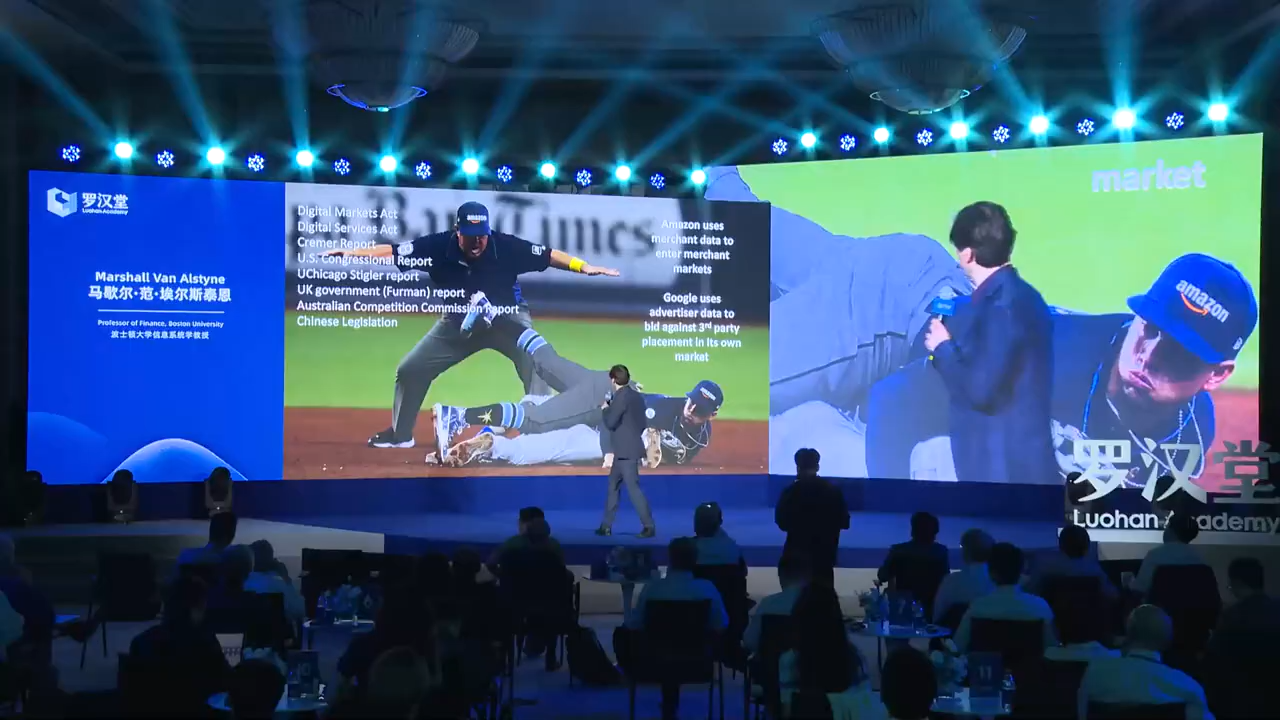 罗汉堂
Luohan Academy
Marshall Van Alstyne
马歇尔·范·埃尔斯泰恩
Professor of Finance, Boston University
波士顿大学信息系统学教授
Digital Markets Act
Digital Services Act
Cremer Report
U.S. Congressional Report
UChicago Stigler report
UK government (Furman) report
Australian Competition Commission Report
Chinese Legislation
Times
amazon
Amazon uses
merchant data to
enter merchant
markets
Google uses
advertiser data to
bid against 3rd party
placement in its own
market
amazon
market
amazon
罗汉堂
Luohan Academy
11